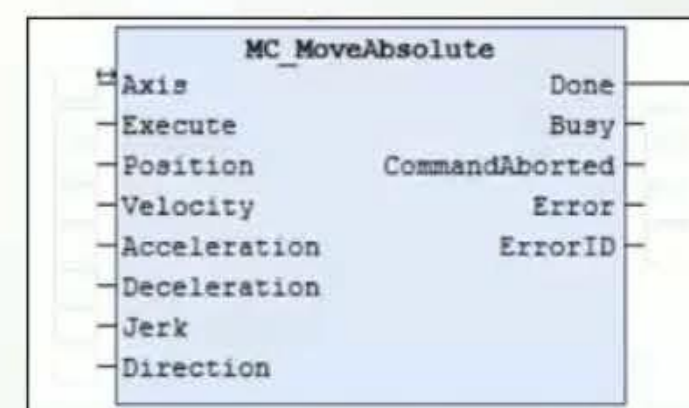 MC_MoveAbsolute
Axis Done
Execute Busy
Position CommandAborted
Velocity Error
Acceleration ErrorID
Deceleration
Jerk
Direction